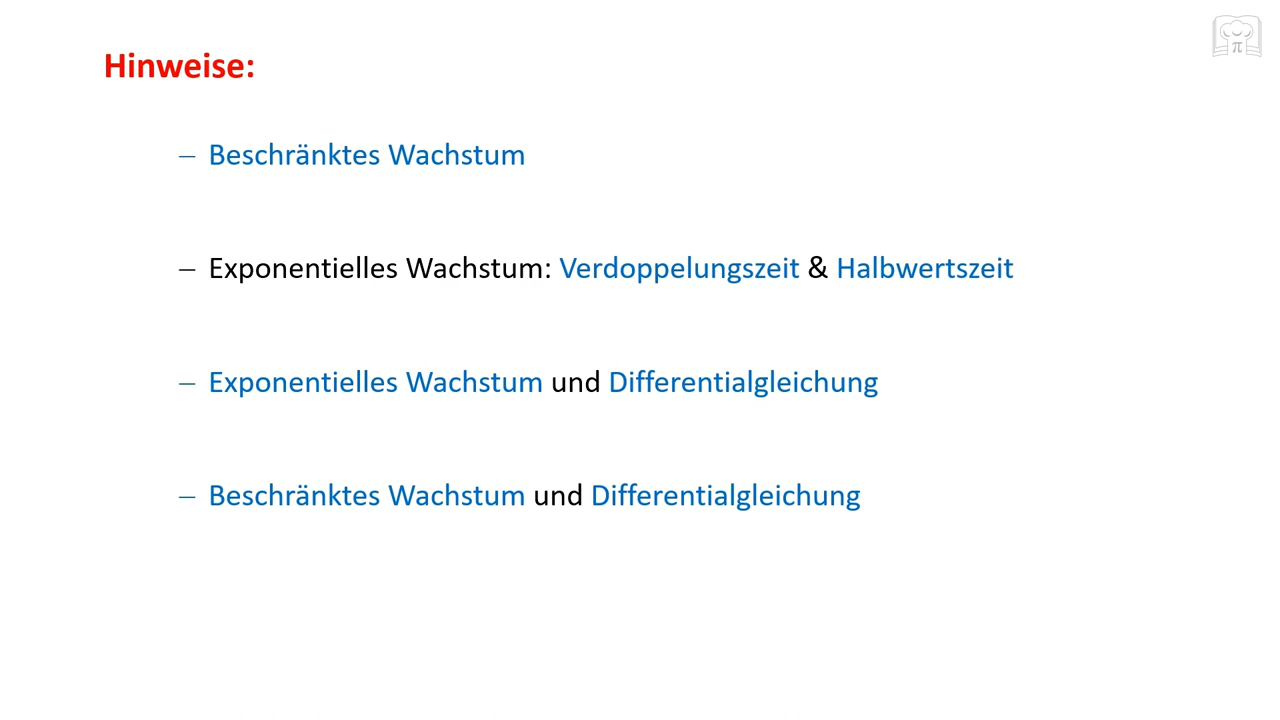 Hinweise:
– Beschränktes Wachstum
– Exponentielles Wachstum: Verdoppelungszeit & Halbwertszeit
– Exponentielles Wachstum und Differentialgleichung
– Beschränktes Wachstum und Differentialgleichung
π